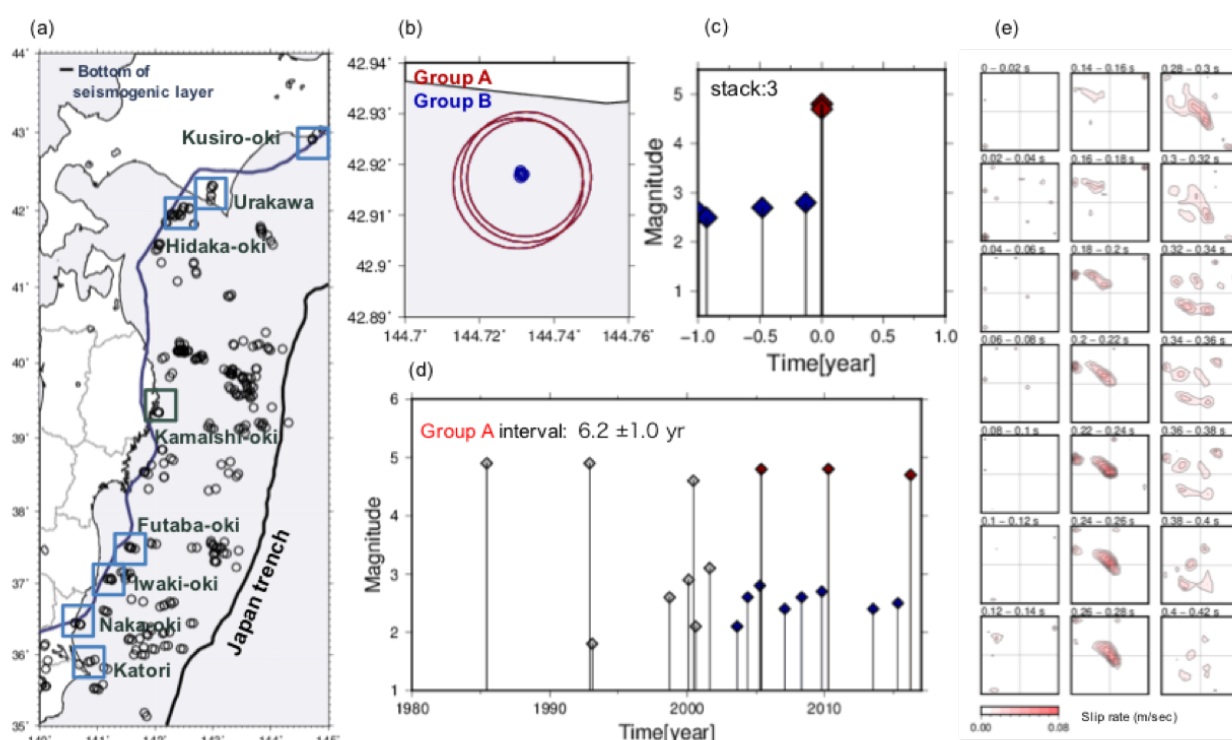 (a)
44˚
Bottom of
seismogenic layer
Kusiro-oki
43˚
Urakawa
42˚
Hidaka-oki
41˚
40˚
Kamaishi-oki
39˚
38˚
Futaba-oki
37˚
Iwaki-oki
Naka-oki
36˚
Katori
35˚
Japan trench
141˚ 142˚ 143˚ 144˚ 145˚
(b)
Group A
Group B
42.94
42.93
42.92
42.91
42.9
42.89
144.7˚ 144.72 144.74 144.76
(c)
stack:3
Magnitude
5
4
3
2
1
-1.0 -0.5 0.0 0.5 1.0
Time[year]
(d)
Group A interval: 6.2 ±1.0 yr
Magnitude
6
5
4
3
2
1
1980 1990 2000 2010
Time[year]
(e)
0 – 0.02 s 0.14 – 0.16 s 0.28 – 0.3 s
0.02 – 0.04 s 0.16 – 0.18 s 0.3 – 0.32 s
0.04 – 0.06 s 0.18 – 0.2 s 0.32 – 0.34 s
0.06 – 0.08 s 0.2 – 0.22 s 0.34 – 0.36 s
0.08 – 0.1 s 0.22 – 0.24 s 0.36 – 0.38 s
0.1 – 0.12 s 0.24 – 0.26 s 0.38 – 0.4 s
0.12 – 0.14 s 0.26 – 0.28 s 0.4 – 0.42 s
0.00 0.08
Slip rate (m/sec)